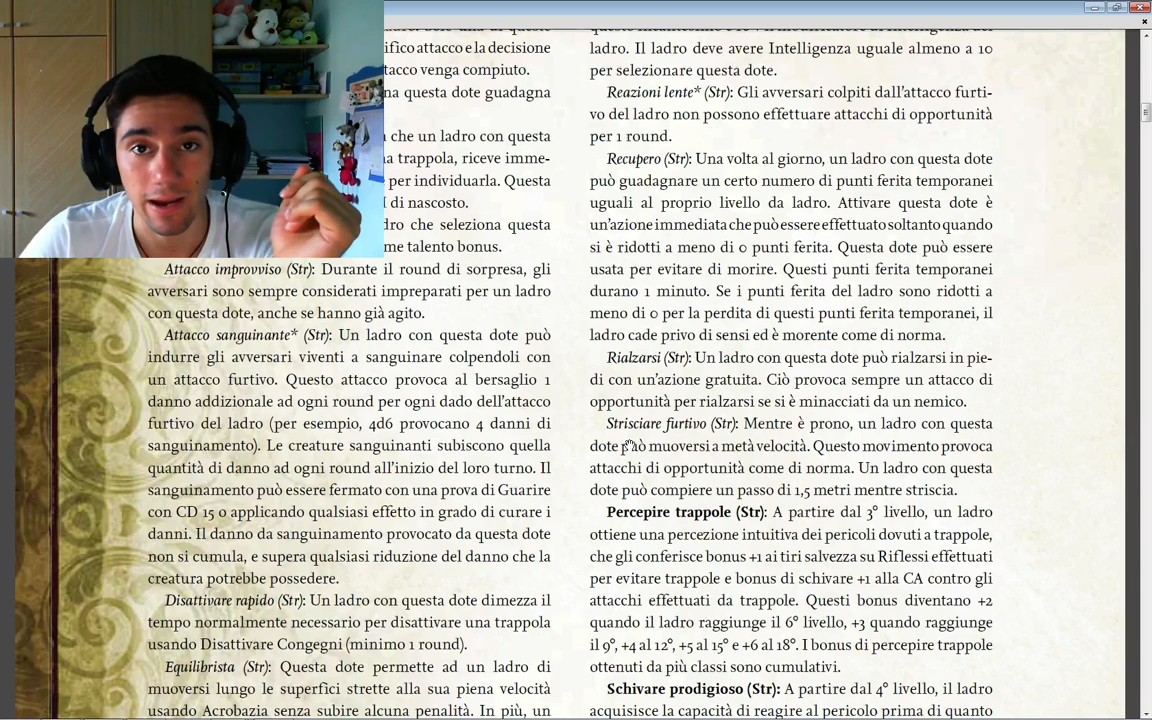 ifico attacco e la decisione
tacco venga compiuto.
na questa dote guadagna
che un ladro con questa
a trappola, riceve imme-
per individuarla. Questa
di nascosto.
dro che seleziona questa
me talento bonus.
Attacco improvviso (Str): Durante il round di sorpresa, gli
avversari sono sempre considerati impreparati per un ladro
con questa dote, anche se hanno già agito.
Attacco sanguinante* (Str): Un ladro con questa dote può
indurre gli avversari viventi a sanguinare colpendoli con
un attacco furtivo. Questo attacco provoca al bersaglio 1
danno addizionale ad ogni round per ogni dado dell'attacco
furtivo del ladro (per esempio, 4d6 provocano 4 danni di
sanguinamento). Le creature sanguinanti subiscono quella
quantità di danno ad ogni round all'inizio del loro turno. Il
sanguinamento può essere fermato con una prova di Guarire
con CD 15 o applicando qualsiasi effetto in grado di curare i
danni. Il danno da sanguinamento provocato da questa dote
non si cumula, e supera qualsiasi riduzione del danno che la
creatura potrebbe possedere.
Disattivare rapido (Str): Un ladro con questa dote dimezza il
tempo normalmente necessario per disattivare una trappola
usando Disattivare Congegni (minimo 1 round).
Equilibrista (Str): Questa dote permette ad un ladro di
muoversi lungo le superfici strette alla sua piena velocità
usando Acrobazia senza subire alcuna penalità. In più, un
ladro. Il ladro deve avere Intelligenza uguale almeno a 10
per selezionare questa dote.
Reazioni lente* (Str): Gli avversari colpiti dall'attacco furti-
vo del ladro non possono effettuare attacchi di opportunità
per 1 round.
Recupero (Str): Una volta al giorno, un ladro con questa dote
può guadagnare un certo numero di punti ferita temporanei
uguali al proprio livello da ladro. Attivare questa dote è
un'azione immediata che può essere effettuato soltanto quando
si è ridotti a meno di 0 punti ferita. Questa dote può essere
usata per evitare di morire. Questi punti ferita temporanei
durano 1 minuto. Se i punti ferita del ladro sono ridotti a
meno di 0 per la perdita di questi punti ferita temporanei, il
ladro cade privo di sensi ed è morente come di norma.
Rialzarsi (Str): Un ladro con questa dote può rialzarsi in pie-
di con un'azione gratuita. Ciò provoca sempre un attacco di
opportunità per rialzarsi se si è minacciati da un nemico.
Strisciare furtivo (Str): Mentre è prono, un ladro con questa
dote può muoversi a metà velocità. Questo movimento provoca
attacchi di opportunità come di norma. Un ladro con questa
dote può compiere un passo di 1,5 metri mentre striscia.
Percepire trappole (Str): A partire dal 3° livello, un ladro
ottiene una percezione intuitiva dei pericoli dovuti a trappole,
che gli conferisce bonus +1 ai tiri salvezza su Riflessi effettuati
per evitare trappole e bonus di schivare +1 alla CA contro gli
attacchi effettuati da trappole. Questi bonus diventano +2
quando il ladro raggiunge il 6° livello, +3 quando raggiunge
il 9°, +4 al 12°, +5 al 15° e +6 al 18°. I bonus di percepire trappole
ottenuti da più classi sono cumulativi.
Schivare prodigioso (Str): A partire dal 4° livello, il ladro
acquisisce la capacità di reagire al pericolo prima di quanto